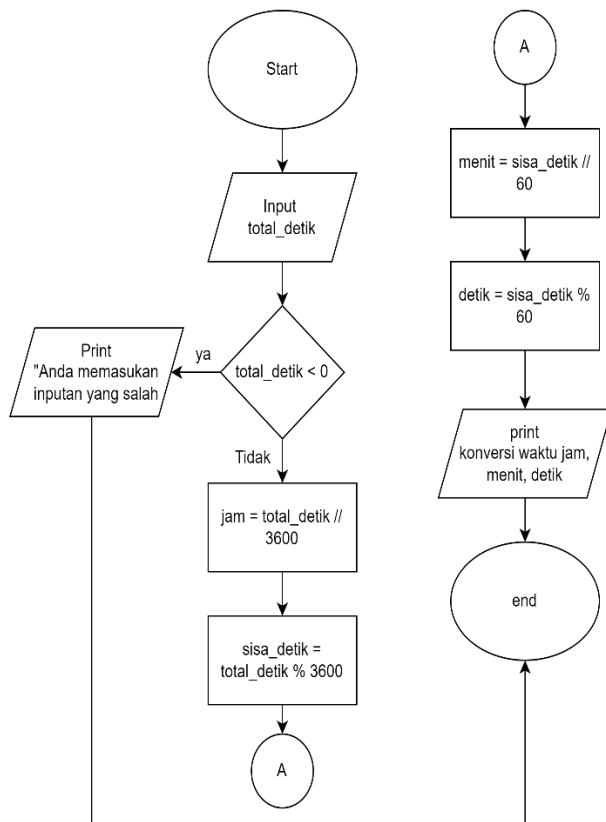 Start
Input
total_detik
total_detik < 0
ya
Print
"Anda memasukan
inputan yang salah
Tidak
jam = total_detik //
3600
sisa_detik =
total_detik % 3600
A
A
menit = sisa_detik //
60
detik = sisa_detik %
60
print
konversi waktu jam,
menit, detik
end